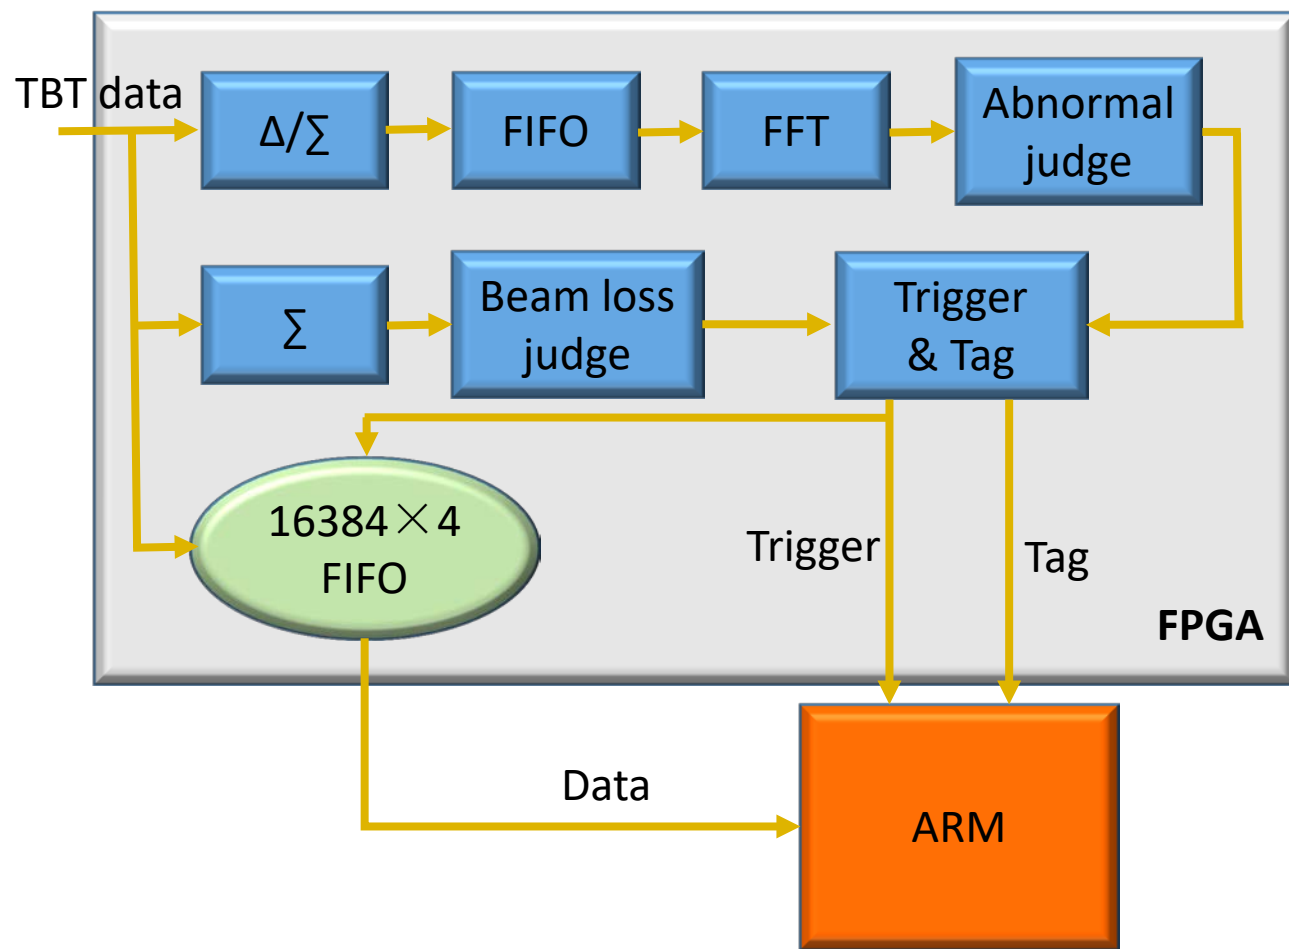 TBT data
Δ/∑
FIFO
FFT
Abnormal
judge
∑
Beam loss
judge
Trigger
& Tag
16384×4
FIFO
Trigger
Tag
FPGA
Data
ARM